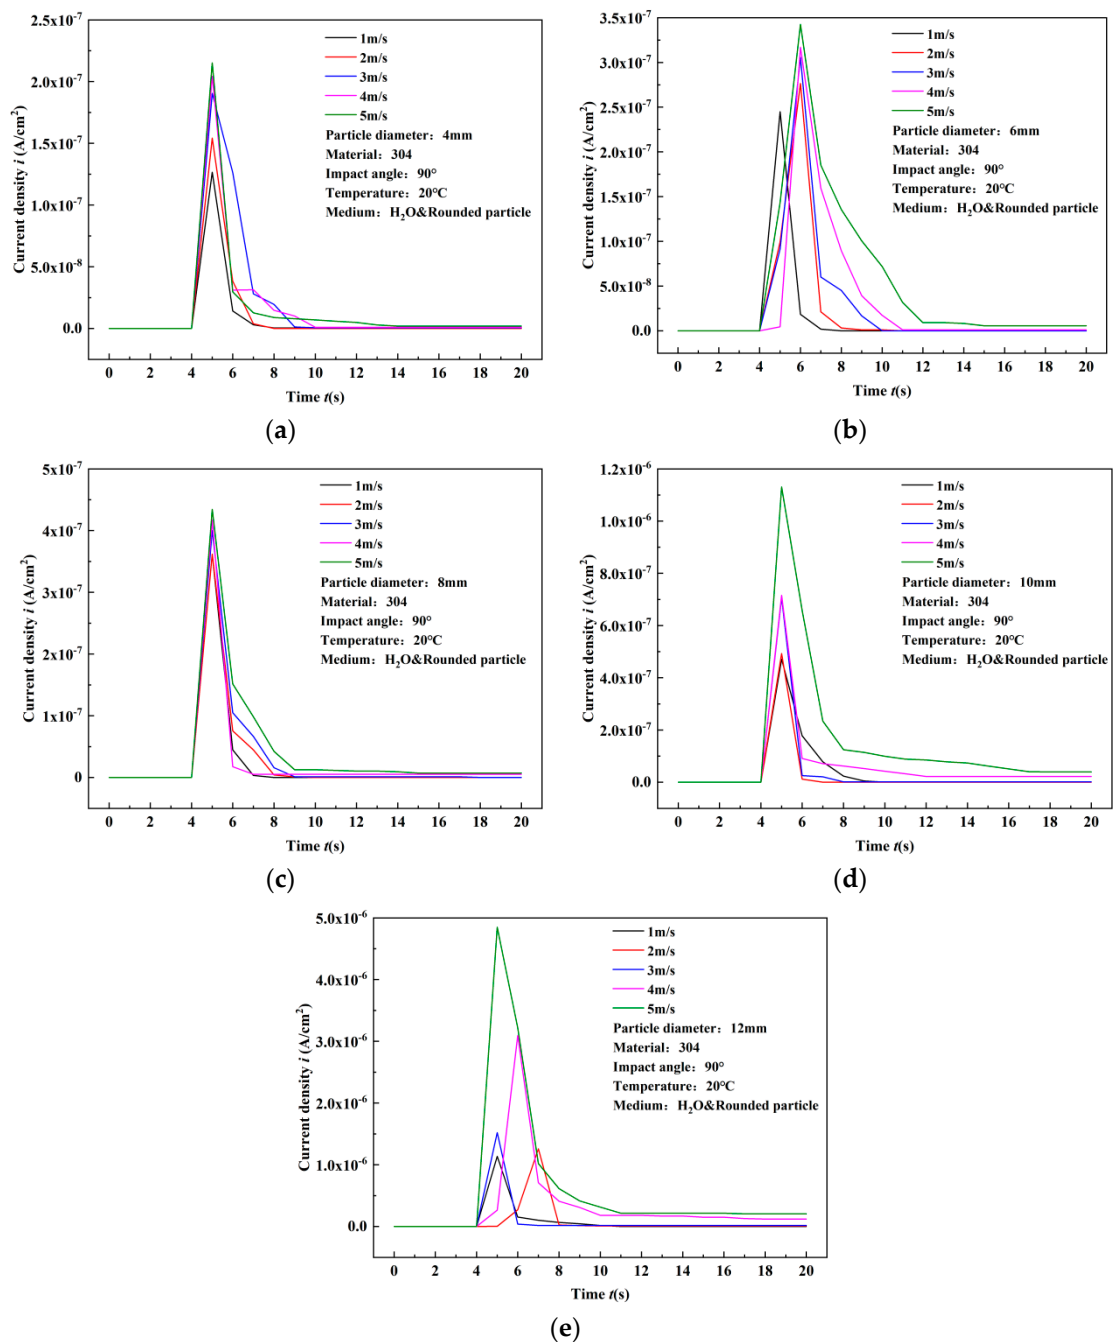 2.5x10⁻⁷
2.0x10⁻⁷
1.5x10⁻⁷
1.0x10⁻⁷
5.0x10⁻⁸
0.0
Current density i (A/cm²)
1m/s
2m/s
3m/s
4m/s
5m/s
Particle diameter：4mm
Material：304
Impact angle：90°
Temperature：20℃
Medium：H₂O&Rounded particle
0 2 4 6 8 10 12 14 16 18 20
Time t(s)
(a)
3.5x10⁻⁷
3.0x10⁻⁷
2.5x10⁻⁷
2.0x10⁻⁷
1.5x10⁻⁷
1.0x10⁻⁷
5.0x10⁻⁸
0.0
Current density i (A/cm²)
1m/s
2m/s
3m/s
4m/s
5m/s
Particle diameter：6mm
Material：304
Impact angle：90°
Temperature：20℃
Medium：H₂O&Rounded particle
0 2 4 6 8 10 12 14 16 18 20
Time t(s)
(b)
5x10⁻⁷
4x10⁻⁷
3x10⁻⁷
2x10⁻⁷
1x10⁻⁷
0
Current density i (A/cm²)
1m/s
2m/s
3m/s
4m/s
5m/s
Particle diameter：8mm
Material：304
Impact angle：90°
Temperature：20℃
Medium：H₂O&Rounded particle
0 2 4 6 8 10 12 14 16 18 20
Time t(s)
(c)
1.2x10⁻⁶
1.0x10⁻⁶
8.0x10⁻⁷
6.0x10⁻⁷
4.0x10⁻⁷
2.0x10⁻⁷
0.0
Current density i (A/cm²)
1m/s
2m/s
3m/s
4m/s
5m/s
Particle diameter：10mm
Material：304
Impact angle：90°
Temperature：20℃
Medium：H₂O&Rounded particle
0 2 4 6 8 10 12 14 16 18 20
Time t(s)
(d)
5.0x10⁻⁶
4.0x10⁻⁶
3.0x10⁻⁶
2.0x10⁻⁶
1.0x10⁻⁶
0.0
Current density i (A/cm²)
1m/s
2m/s
3m/s
4m/s
5m/s
Particle diameter：12mm
Material：304
Impact angle：90°
Temperature：20℃
Medium：H₂O&Rounded particle
0 2 4 6 8 10 12 14 16 18 20
Time t(s)
(e)